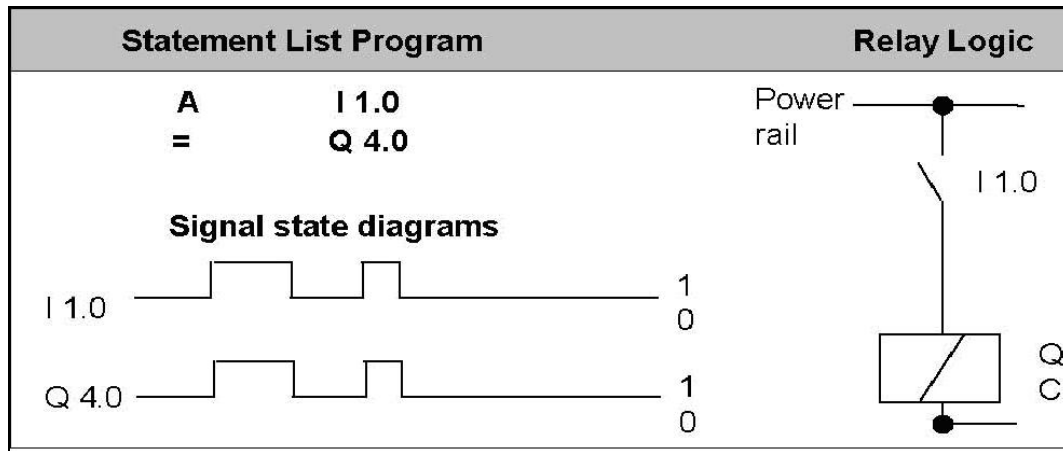 Statement List Program
Relay Logic
A I 1.0
= Q 4.0
Signal state diagrams
I 1.0
1
0
Q 4.0
1
0
Power
rail
I 1.0
Q
C